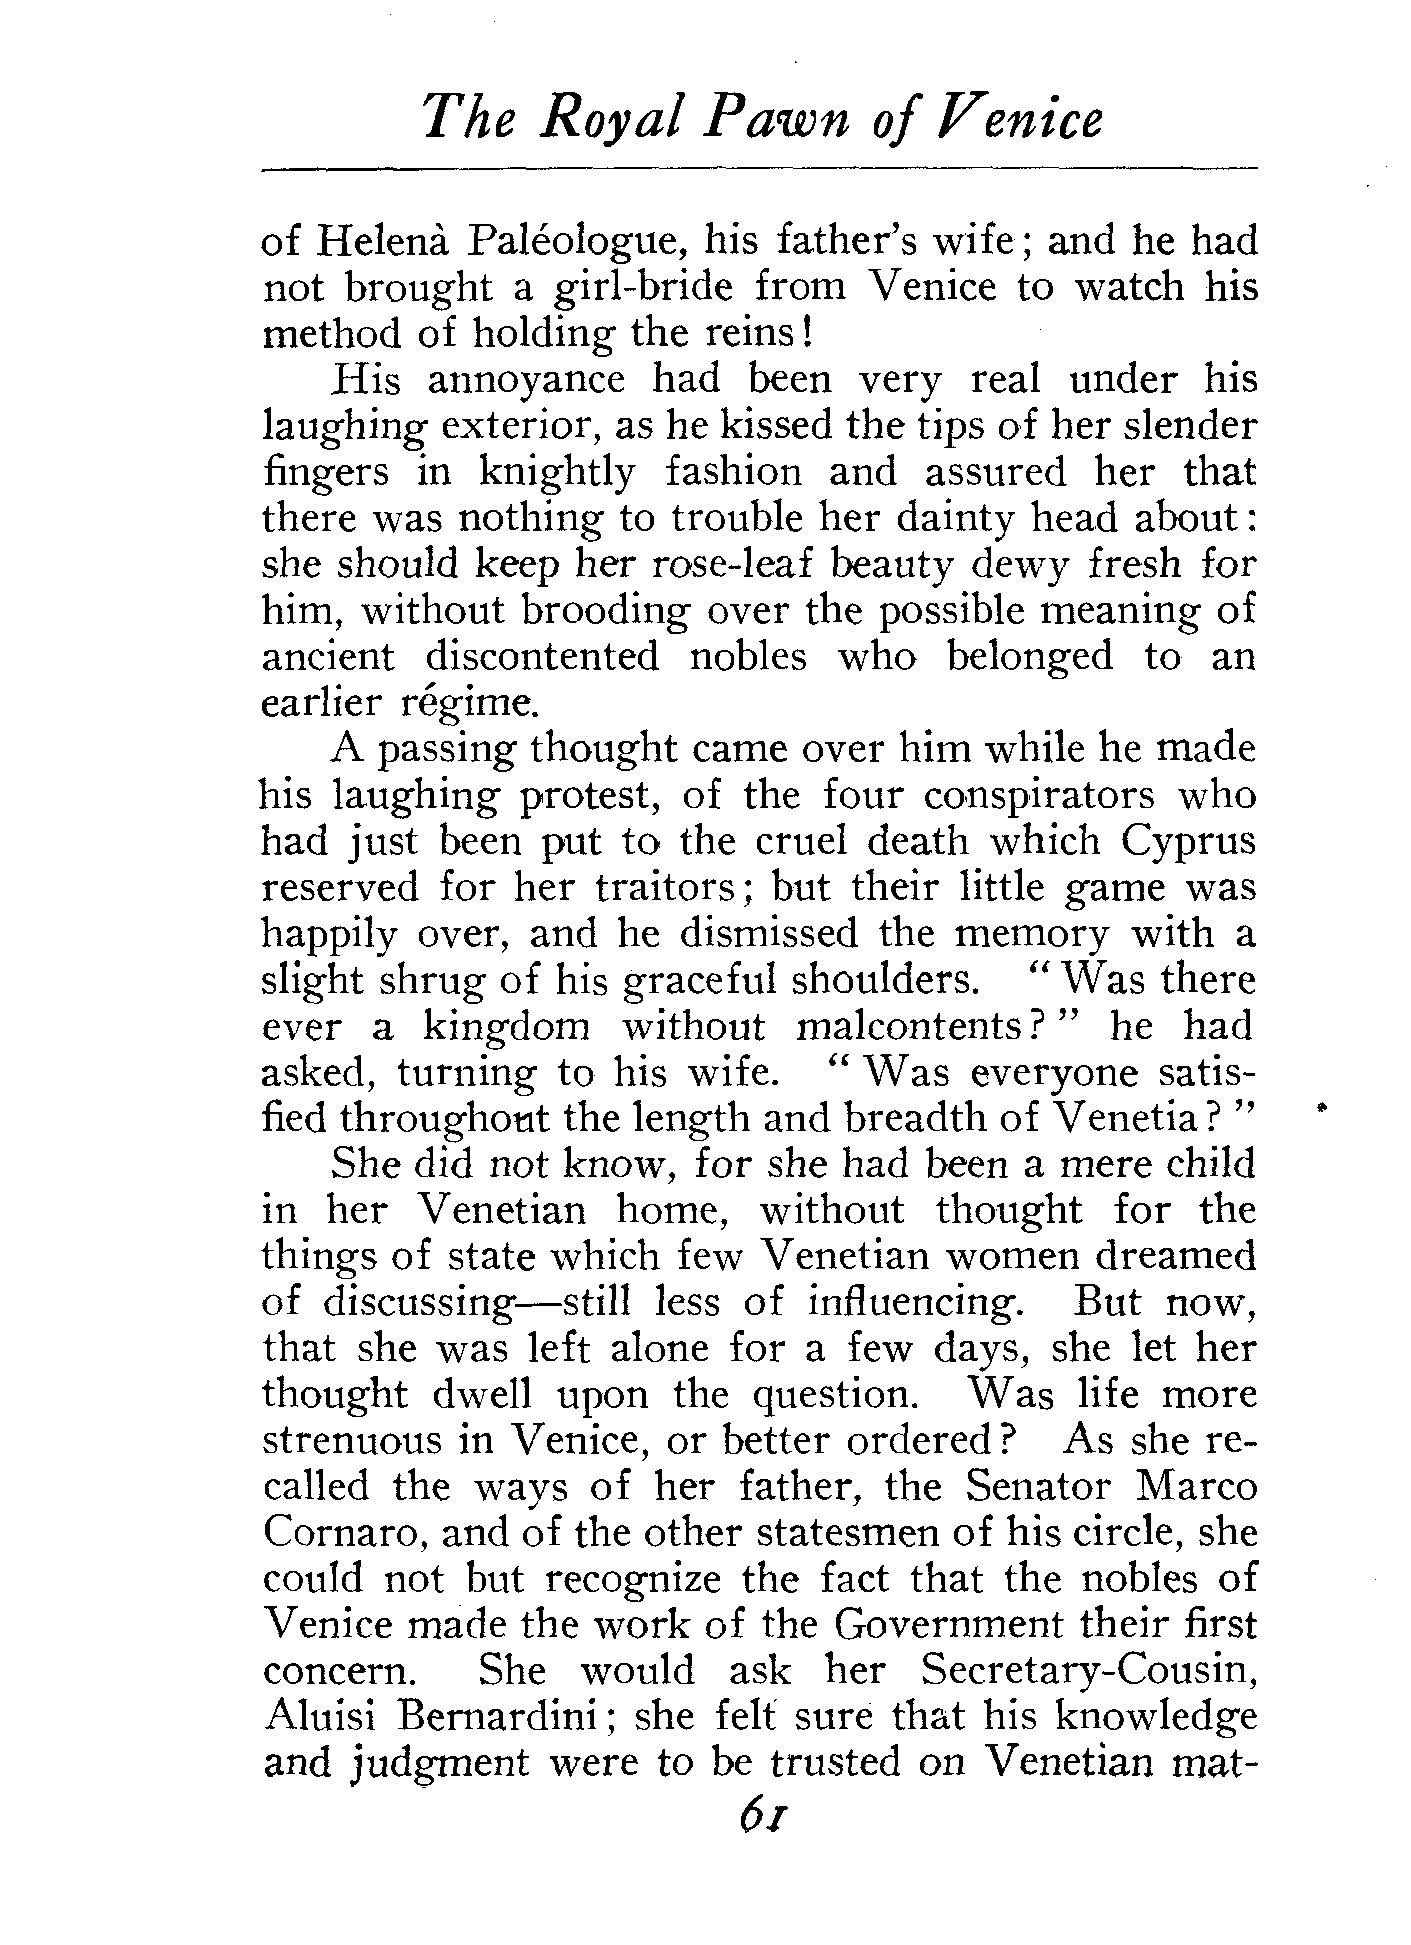 The Royal Pawn of Venice
of Helenà Paléologue, his father's wife; and he had
not brought a girl-bride from Venice to watch his
method of holding the reins!
His annoyance had been very real under his
laughing exterior, as he kissed the tips of her slender
fingers in knightly fashion and assured her that
there was nothing to trouble her dainty head about:
she should keep her rose-leaf beauty dewy fresh for
him, without brooding over the possible meaning of
ancient discontented nobles who belonged to an
earlier régime.
A passing thought came over him while he made
his laughing protest, of the four conspirators who
had just been put to the cruel death which Cyprus
reserved for her traitors; but their little game was
happily over, and he dismissed the memory with a
slight shrug of his graceful shoulders. "Was there
ever a kingdom without malcontents?" he had
asked, turning to his wife. "Was everyone satis-
fied throughout the length and breadth of Venetia?"
She did not know, for she had been a mere child
in her Venetian home, without thought for the
things of state which few Venetian women dreamed
of discussing—still less of influencing. But now,
that she was left alone for a few days, she let her
thought dwell upon the question. Was life more
strenuous in Venice, or better ordered? As she re-
called the ways of her father, the Senator Marco
Cornaro, and of the other statesmen of his circle, she
could not but recognize the fact that the nobles of
Venice made the work of the Government their first
concern. She would ask her Secretary-Cousin,
Aluisi Bernardini; she felt sure that his knowledge
and judgment were to be trusted on Venetian mat-
61